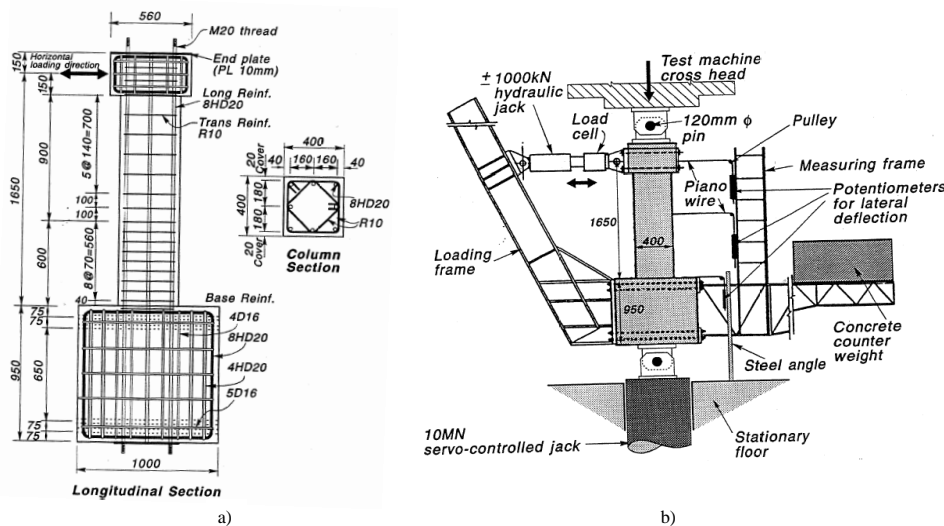 560
M20 thread
150
Horizontal
loading
direction
End plate
(PL 10mm)
150
Long Reinf.
8HD20
Trans Reinf.
R10
900
5@140=700
1650
100
100
600
8@70=560
40
400
160 160
40
40
20
Cover
180
400
180
20
Cover
8HD20
R10
Column
Section
Base Reinf.
4D16
8HD20
4HD20
5D16
75
75
950
650
75
75
1000
Longitudinal Section
a)
Test machine
cross head
± 1000kN
hydraulic
jack
Load
cell
120mm ϕ
pin
Pulley
Measuring frame
Piano
wire
Potentiometers
for lateral
deflection
1650
400
Loading
frame
950
Concrete
counter
weight
Steel angle
10MN
servo-controlled jack
Stationary
floor
b)